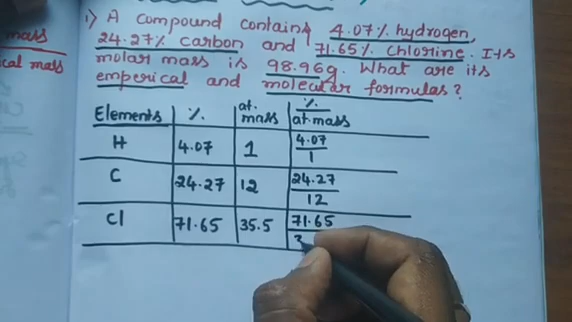 mass
cal mass
1) A compound contains 4.07% hydrogen,
24.27% carbon and 71.65% chlorine. Its
molar mass is 98.96g. What are its
emperical and molecular formulas?
Elements % at. mass %/at. mass
H 4.07 1 4.07/1
C 24.27 12 24.27/12
Cl 71.65 35.5 71.65/3